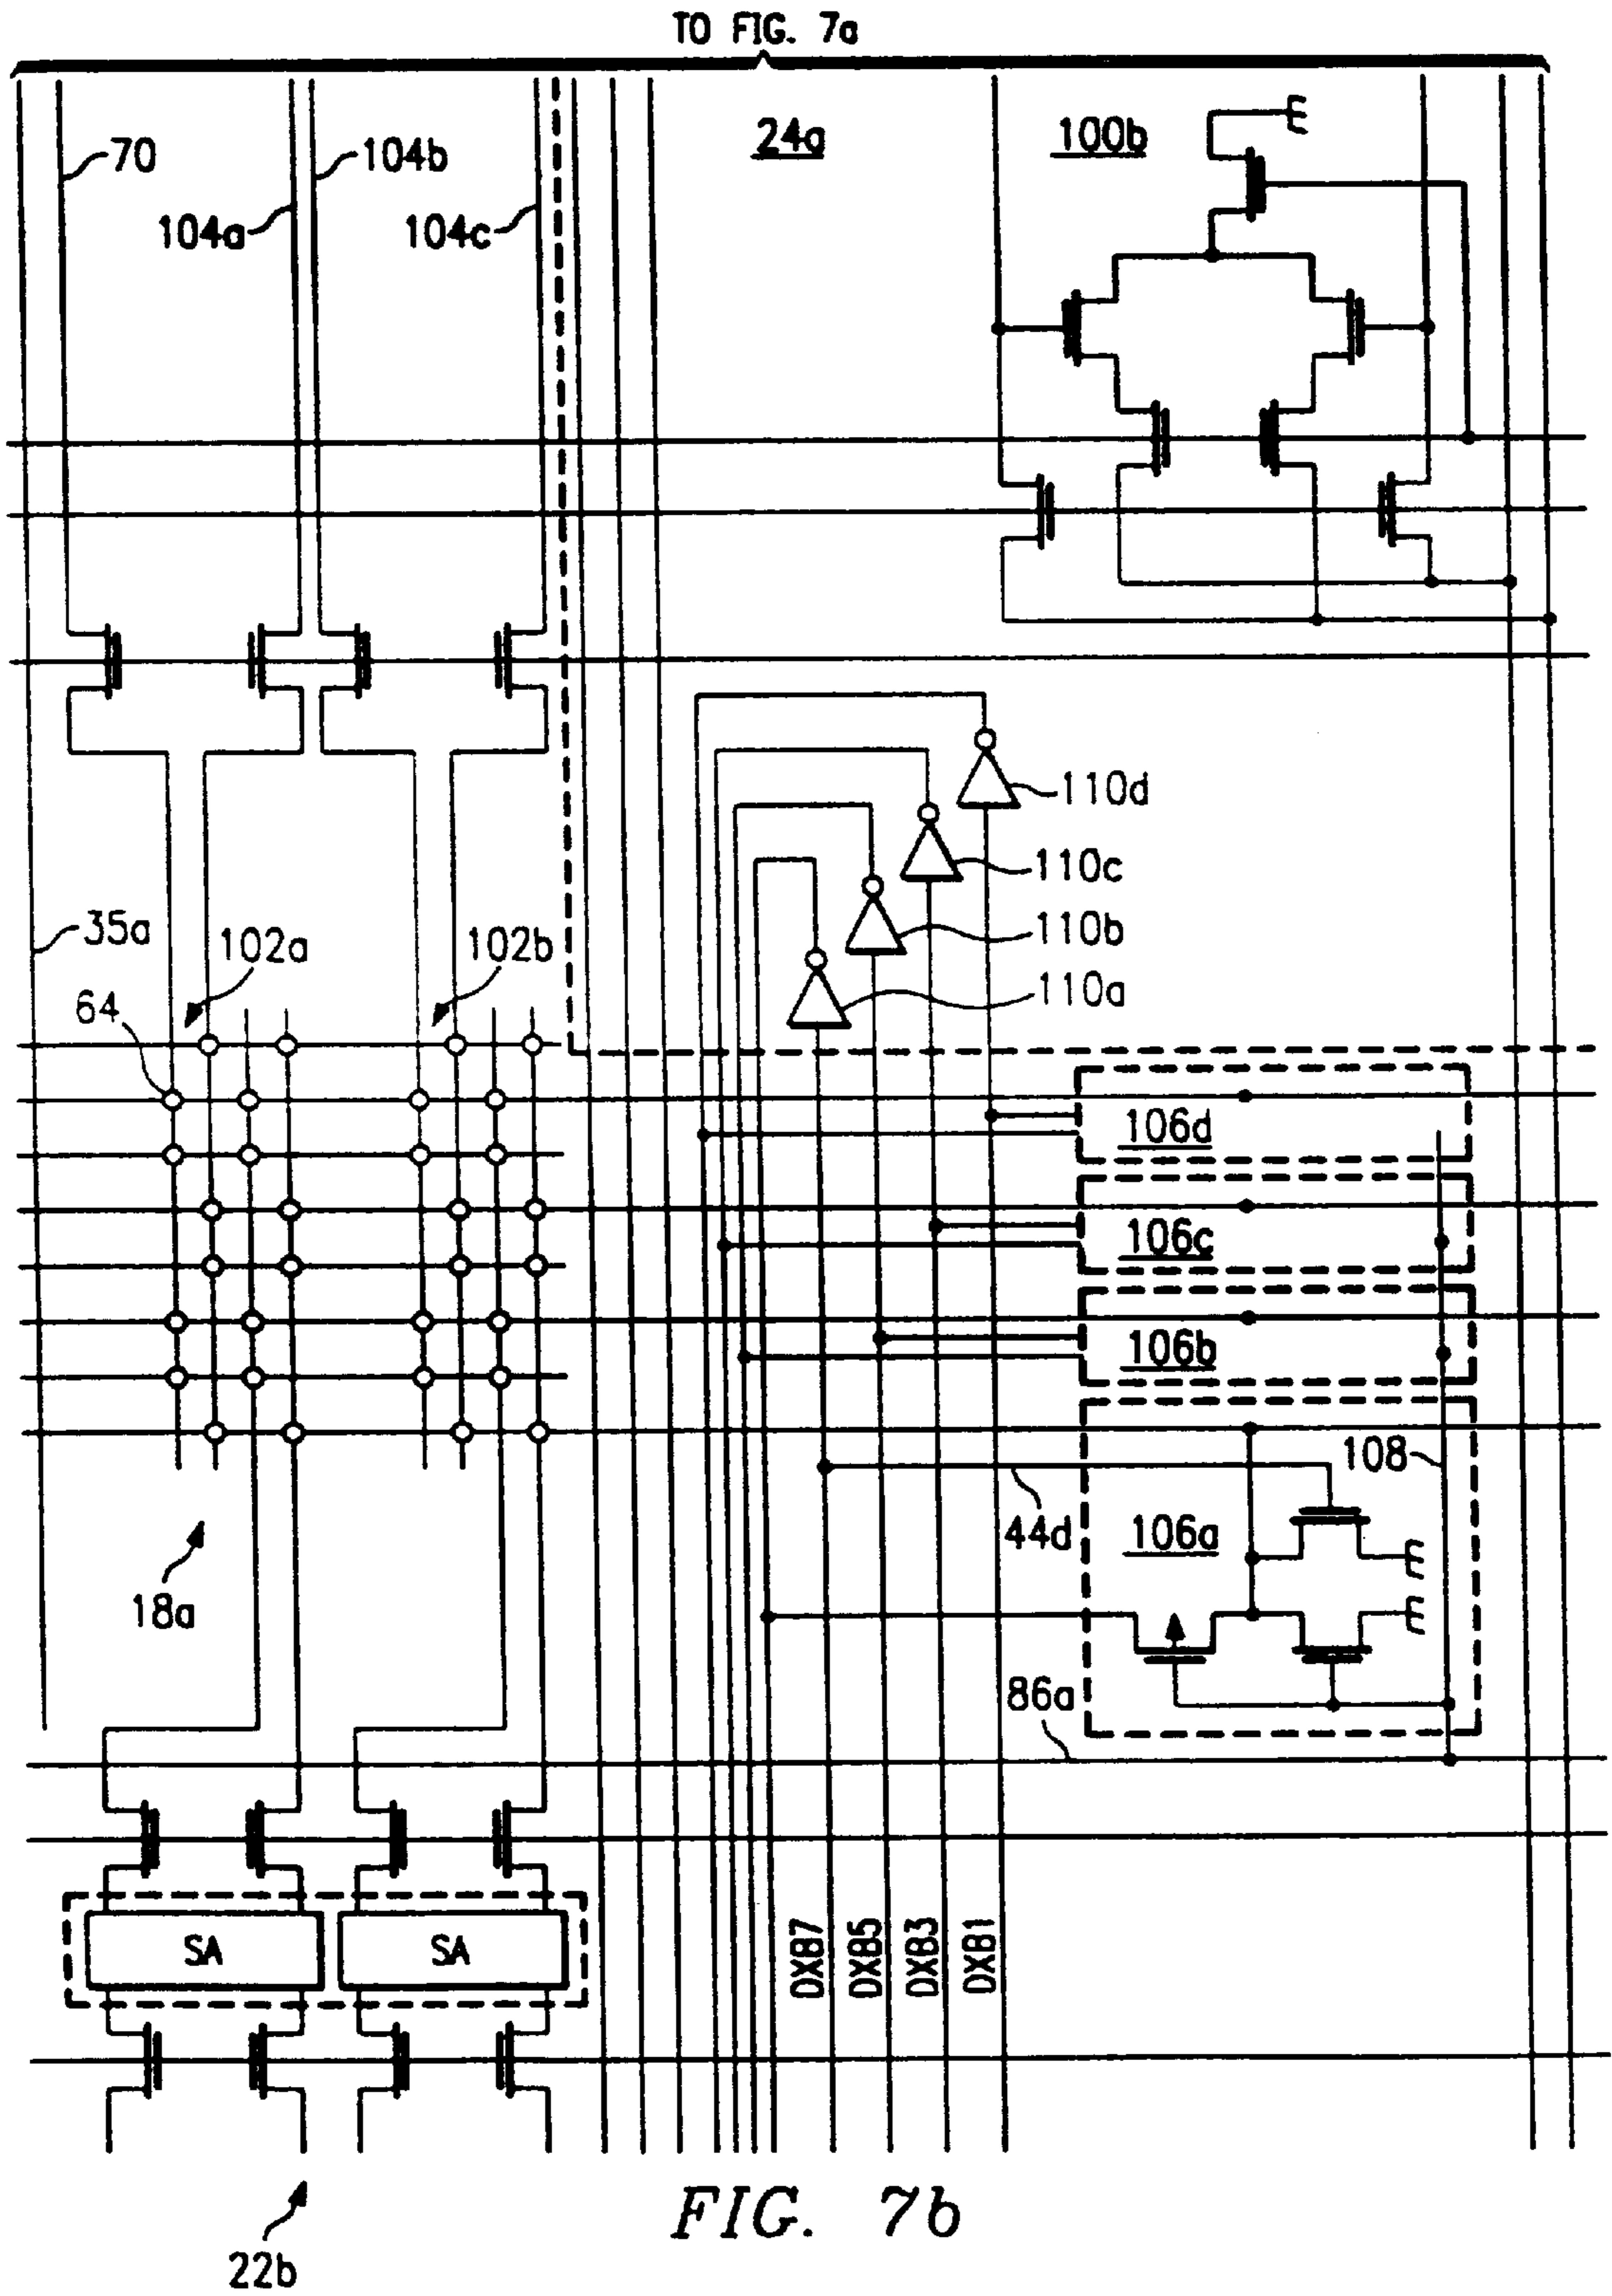 TO FIG. 7a
70
104b
24a
100b
104a
104c
110d
110c
35a
102a
102b
110b
110a
64
106d
106c
106b
108
44d
106a
18a
86a
SA
SA
DXB7
DXB5
DXB3
DXB1
FIG. 7b
22b